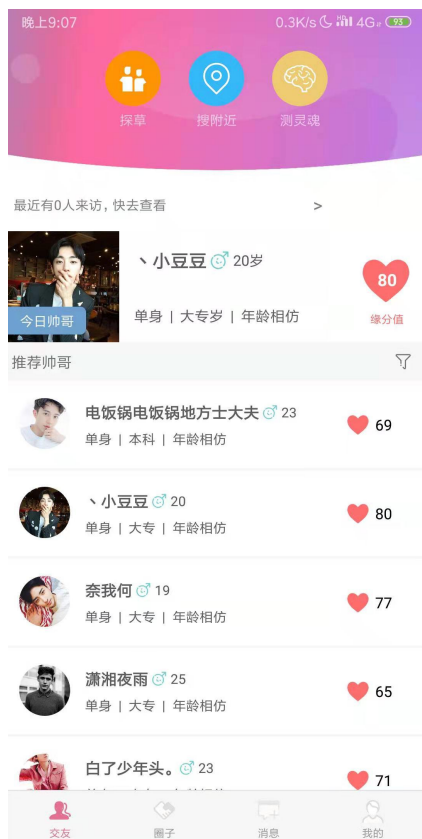 晚上9:07
0.3K/s 4G 93
探草 搜附近 测灵魂
最近有0人来访，快去查看 >
丶小豆豆 20岁
80
今日帅哥
单身 | 大专岁 | 年龄相仿
缘分值
推荐帅哥
电饭锅电饭锅地方士大夫 23
单身 | 本科 | 年龄相仿
69
丶小豆豆 20
单身 | 大专 | 年龄相仿
80
奈我何 19
单身 | 大专 | 年龄相仿
77
潇湘夜雨 25
单身 | 大专 | 年龄相仿
65
白了少年头。 23
71
交友 圈子 消息 我的